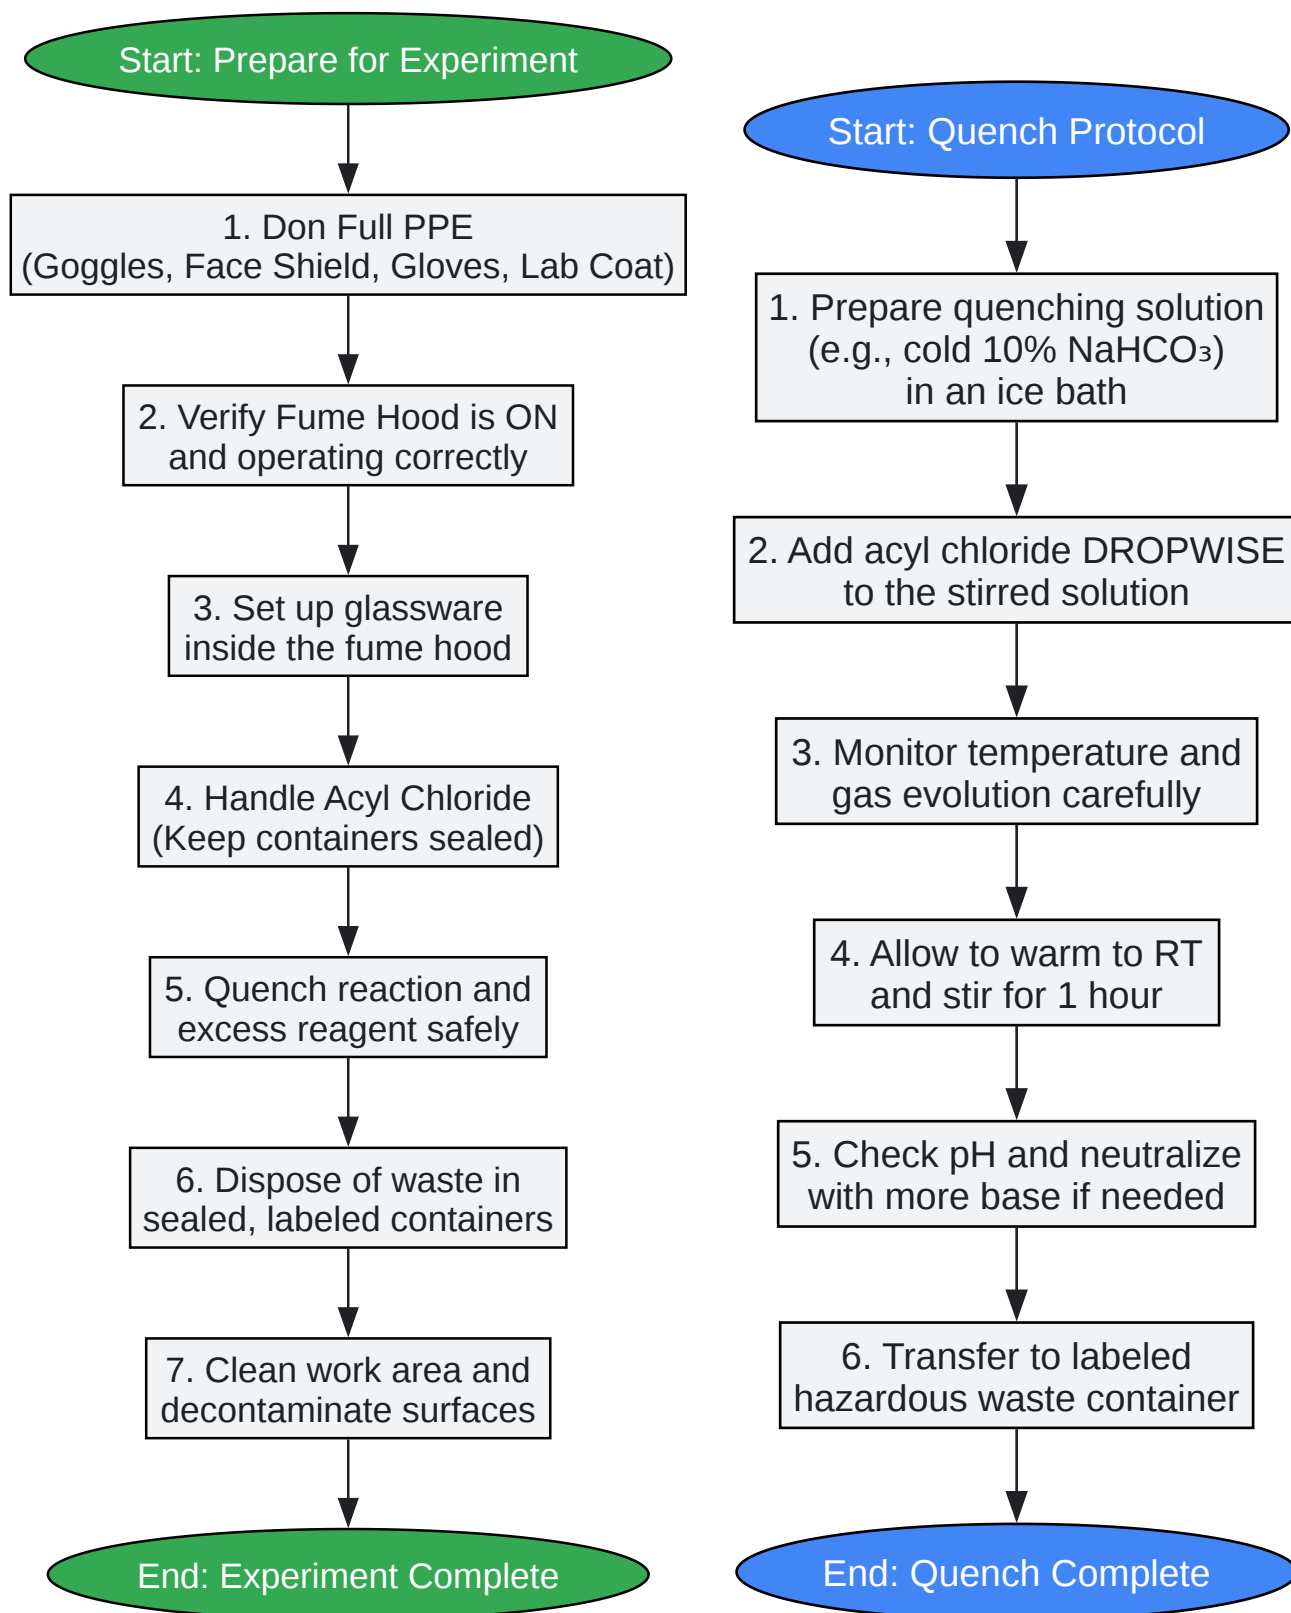 Start: Prepare for Experiment
1. Don Full PPE
(Goggles, Face Shield, Gloves, Lab Coat)
2. Verify Fume Hood is ON
and operating correctly
3. Set up glassware
inside the fume hood
4. Handle Acyl Chloride
(Keep containers sealed)
5. Quench reaction and
excess reagent safely
6. Dispose of waste in
sealed, labeled containers
7. Clean work area and
decontaminate surfaces
End: Experiment Complete
Start: Quench Protocol
1. Prepare quenching solution
(e.g., cold 10% NaHCO₃)
in an ice bath
2. Add acyl chloride DROPWISE
to the stirred solution
3. Monitor temperature and
gas evolution carefully
4. Allow to warm to RT
and stir for 1 hour
5. Check pH and neutralize
with more base if needed
6. Transfer to labeled
hazardous waste container
End: Quench Complete